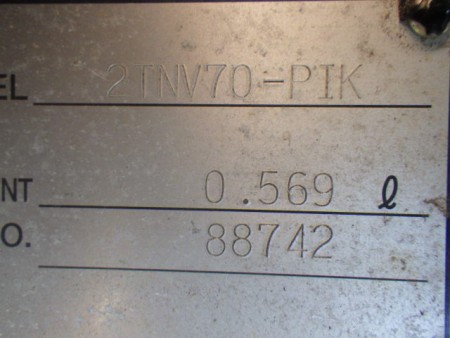 EL 2TNV70-PIK
NT 0.569 ℓ
O. 88742